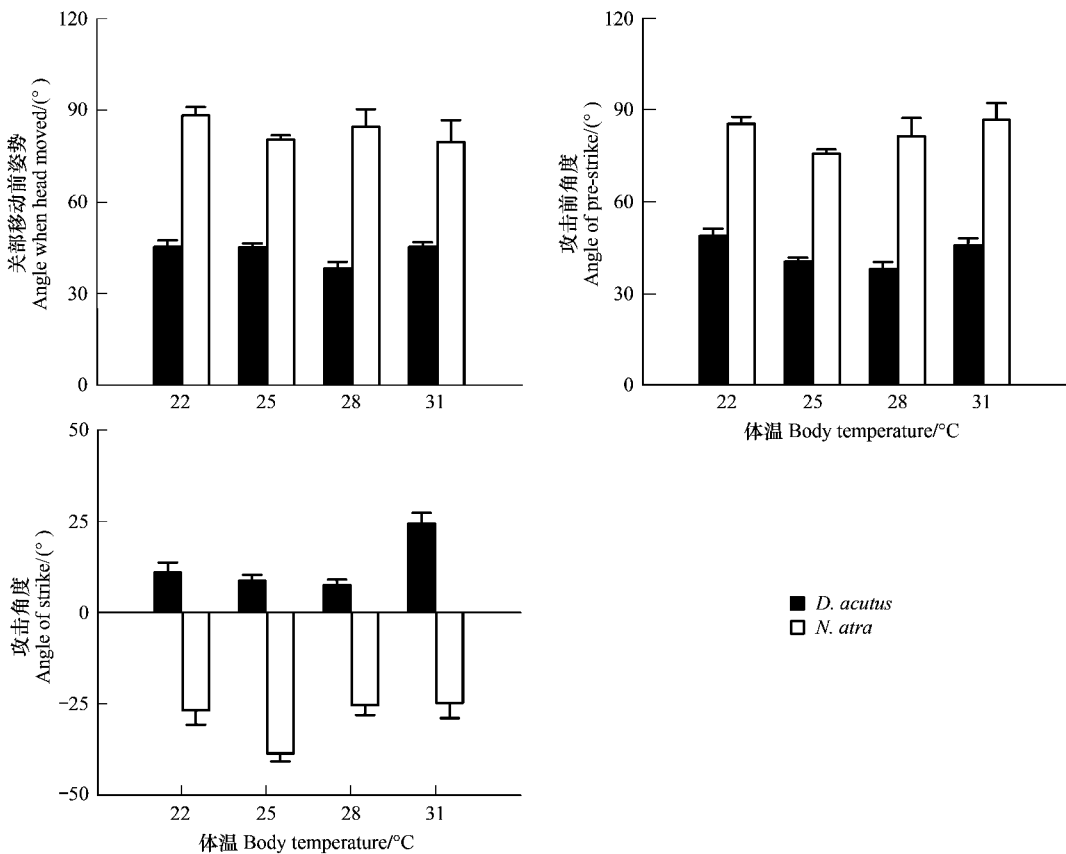 120
90
60
30
0
关部移动前姿势
Angle when head moved/(° )
22 25 28 31
120
90
60
30
0
攻击前角度
Angle of pre-strike/(° )
22 25 28 31
体温 Body temperature/°C
50
25
0
−25
−50
攻击角度
Angle of strike/(° )
22 25 28 31
体温 Body temperature/°C
D. acutus
N. atra